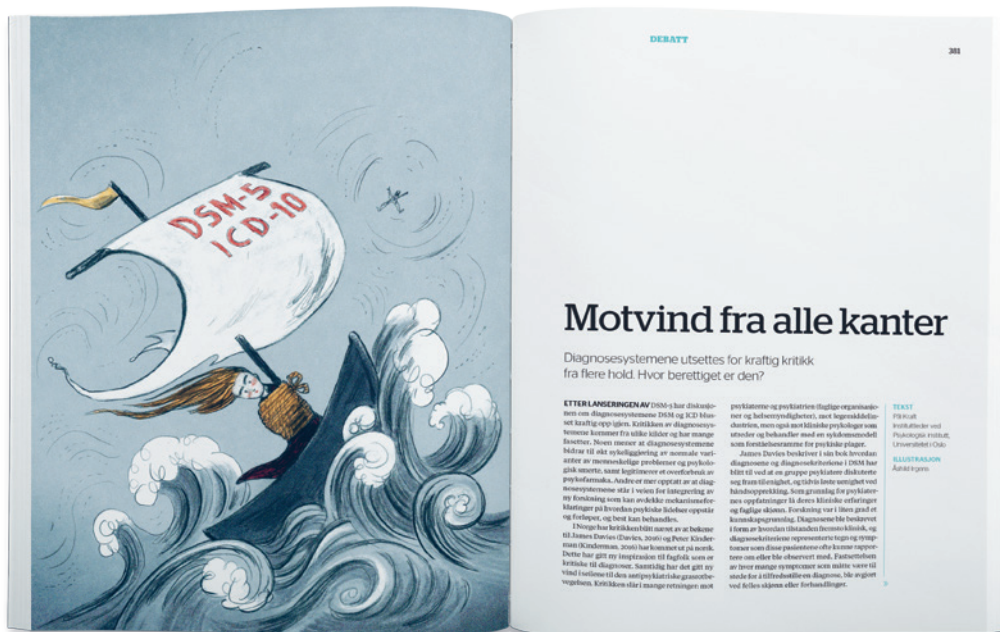 DSM-5
ICD-10
DEBATT
381
Motvind fra alle kanter
Diagnosesystemene utsettes for kraftig kritikk
fra flere hold. Hvor berettiget er den?
ETTER LANSERINGEN AV DSM-5 har diskusjo-
nen om diagnosesystemene DSM og ICD blus-
set kraftig opp igjen. Kritikken av diagnosesys-
temene kommer fra ulike kilder og har mange
fasetter. Noen mener at diagnosesystemene
bidrar til økt sykeliggjøring av normale vari-
anter av menneskelige problemer og psykolo-
gisk smerte, samt legitimerer et overforbruk av
psykofarmaka. Andre er mer opptatt av at diag-
nosesystemene står i veien for integrering av
ny forskning som kan avdekke mekanismefor-
klaringer på hvordan psykiske lidelser oppstår
og forløper, og best kan behandles.
I Norge har kritikken blitt næret av at bøkene
til James Davies (Davies, 2016) og Peter Kinder-
man (Kinderman, 2016) har kommet ut på norsk.
Dette har gitt ny inspirasjon til fagfolk som er
kritiske til diagnoser. Samtidig har det gitt ny
vind i seilene til den antipsykiatriske grasrotbe-
vegelsen. Kritikken slår i mange retninger: mot
psykiaterne og psykiatrien (faglige organisasjo-
ner og helsemyndigheter), mot legemiddelin-
dustrien, men også mot kliniske psykologer som
utreder og behandler med en sykdomsmodell
som forståelsesramme for psykiske plager.
James Davies beskriver i sin bok hvordan
diagnosene og diagnosekriteriene i DSM har
blitt til ved at en gruppe psykiatere diskuterte
seg fram til enighet, og tidvis løste uenighet ved
håndsopprekking. Som grunnlag for psykiater-
nes oppfatninger lå deres kliniske erfaringer
og faglige skjønn. Forskning var i liten grad et
kunnskapsgrunnlag. Diagnosene ble beskrevet
i form av hvordan tilstanden fremsto klinisk, og
diagnosekriteriene representerte tegn og symp-
tomer som disse pasientene ofte kunne rappor-
tere om eller ble observert med. Fastsettelsen
av hvor mange symptomer som måtte være til
stede for å tilfredsstille en diagnose, ble avgjort
ved felles skjønn eller forhandlinger.
TEKST
Pål Kraft
Instituttleder ved
Psykologisk institutt,
Universitetet i Oslo
ILLUSTRASJON
Åshild Irgens